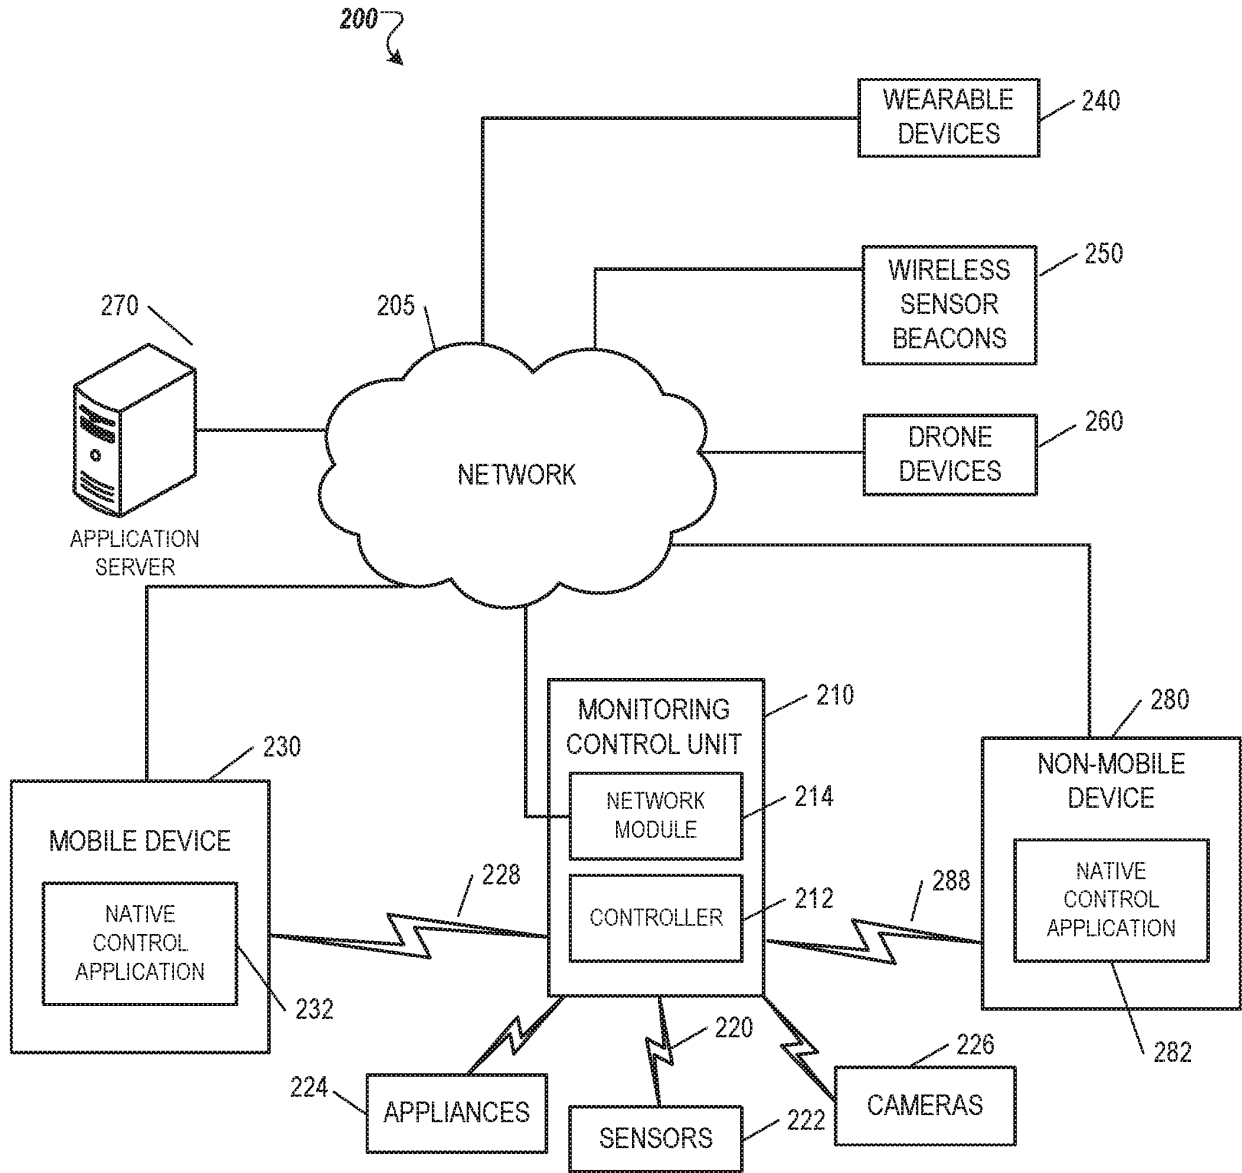 200
WEARABLE
DEVICES
240
WIRELESS
SENSOR
BEACONS
250
270
205
APPLICATION
SERVER
NETWORK
DRONE
DEVICES
260
MONITORING
CONTROL UNIT
210
NETWORK
MODULE
214
CONTROLLER
212
230
MOBILE DEVICE
NATIVE
CONTROL
APPLICATION
232
228
280
NON-MOBILE
DEVICE
NATIVE
CONTROL
APPLICATION
282
288
220
224
APPLIANCES
SENSORS
222
226
CAMERAS